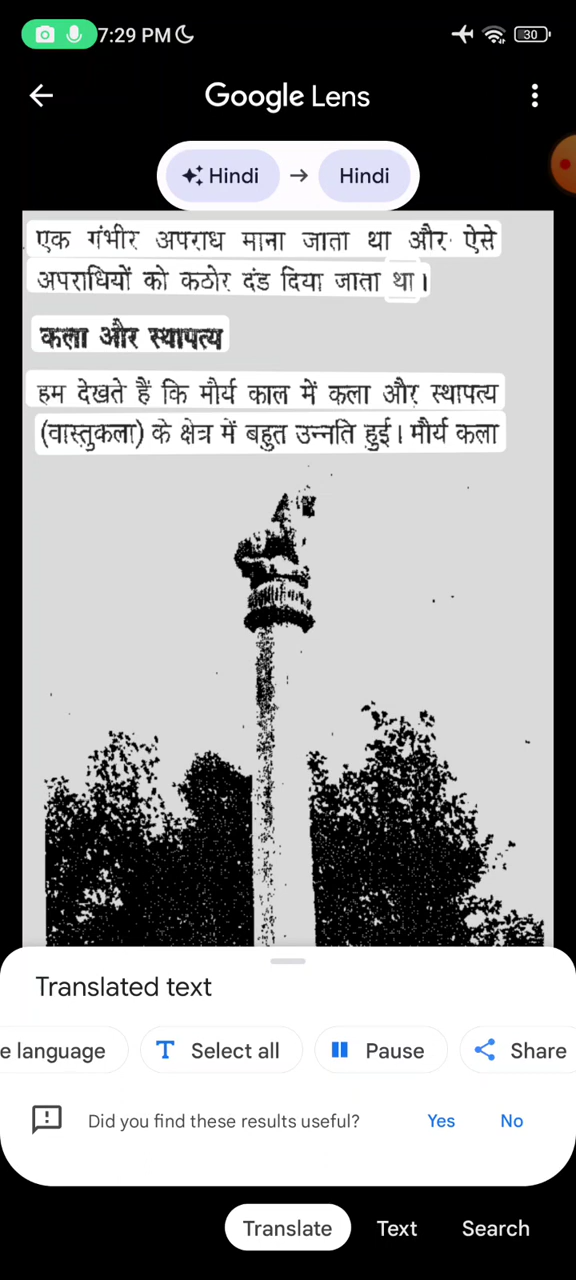 7:29 PM
30
Google Lens
Hindi → Hindi
एक गंभीर अपराध माना जाता था और ऐसे
अपराधियों को कठोर दंड दिया जाता था।
कला और स्थापत्य
हम देखते हैं कि मौर्य काल में कला और स्थापत्य
(वास्तुकला) के क्षेत्र में बहुत उन्नति हुई। मौर्य कला
Translated text
e language Select all Pause Share
Did you find these results useful? Yes No
Translate Text Search